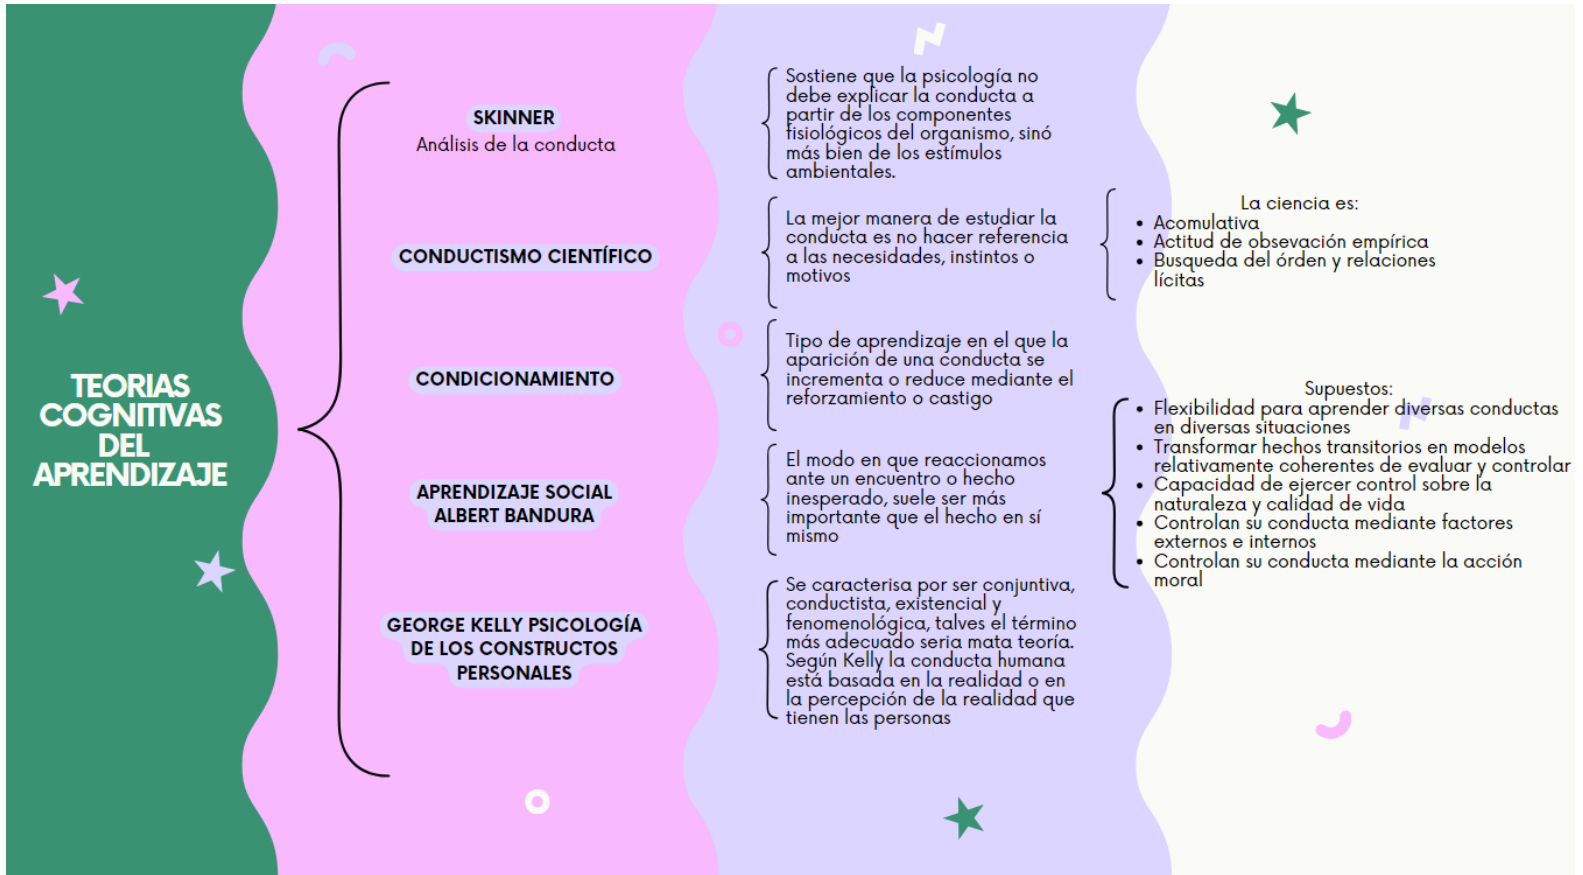 TEORIAS
COGNITIVAS
DEL
APRENDIZAJE
SKINNER
Análisis de la conducta
Sostiene que la psicología no
debe explicar la conducta a
partir de los componentes
fisiológicos del organismo, sinó
más bien de los estímulos
ambientales.
CONDUCTISMO CIENTÍFICO
La mejor manera de estudiar la
conducta es no hacer referencia
a las necesidades, instintos o
motivos
La ciencia es:
• Acomulativa
• Actitud de obsevación empírica
• Busqueda del órden y relaciones
lícitas
CONDICIONAMIENTO
Tipo de aprendizaje en el que la
aparición de una conducta se
incrementa o reduce mediante el
reforzamiento o castigo
APRENDIZAJE SOCIAL
ALBERT BANDURA
El modo en que reaccionamos
ante un encuentro o hecho
inesperado, suele ser más
importante que el hecho en sí
mismo
Supuestos:
• Flexibilidad para aprender diversas conductas
en diversas situaciones
• Transformar hechos transitorios en modelos
relativamente coherentes de evaluar y controlar
• Capacidad de ejercer control sobre la
naturaleza y calidad de vida
• Controlan su conducta mediante factores
externos e internos
• Controlan su conducta mediante la acción
moral
GEORGE KELLY PSICOLOGÍA
DE LOS CONSTRUCTOS
PERSONALES
Se caracterisa por ser conjuntiva,
conductista, existencial y
fenomenológica, talves el término
más adecuado seria mata teoría.
Según Kelly la conducta humana
está basada en la realidad o en
la percepción de la realidad que
tienen las personas